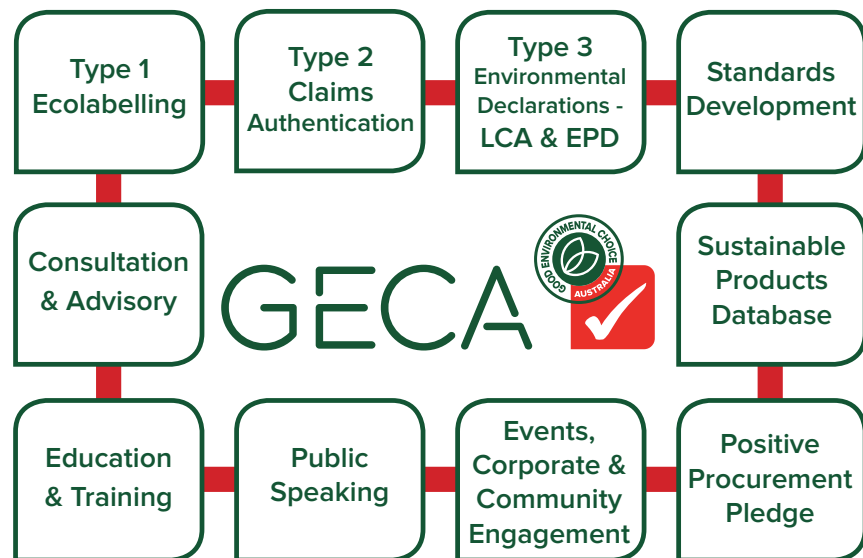 Type 1
Ecolabelling
Type 2
Claims
Authentication
Type 3
Environmental
Declarations -
LCA & EPD
Standards
Development
Consultation
& Advisory
GECA
GOOD ENVIRONMENTAL CHOICE
AUSTRALIA
Sustainable
Products
Database
Education
& Training
Public
Speaking
Events,
Corporate &
Community
Engagement
Positive
Procurement
Pledge